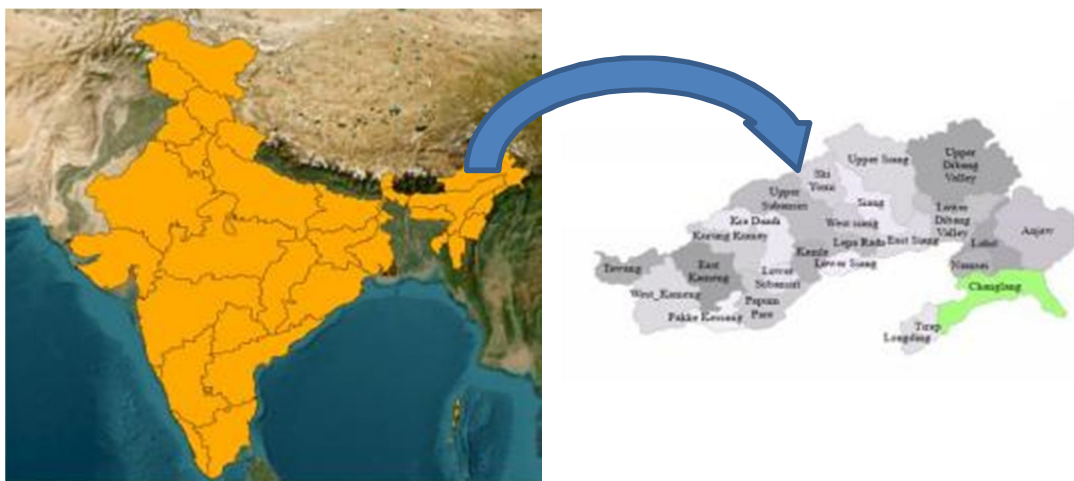 Upper Siang
Upper
Dibang
Valley
Shi
Yomi
Upper
Subansiri
Siang
Kra Daadi
West siang
Lower
Dibang
Valley
Anjaw
Kurung Kumey
Lepa Rada
East Siang
Lohit
Kamle
Tawang
East
Kameng
Lower Siang
Namsai
Lower
Subansiri
Changlang
West_Kameng
Papum
Pare
Pakke Kessang
Tirap
Longding